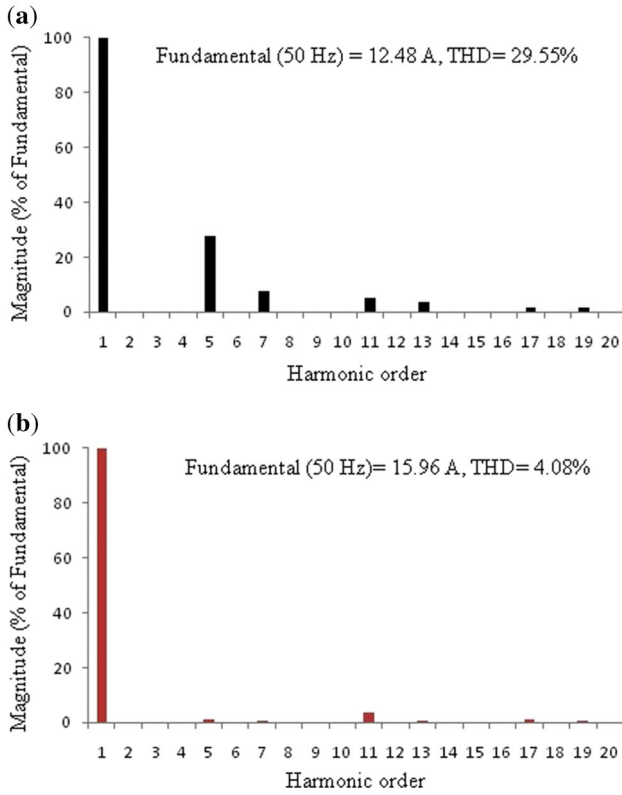 (a)
Magnitude (% of Fundamental)
100
80
60
40
20
0
Fundamental (50 Hz) = 12.48 A, THD= 29.55%
1 2 3 4 5 6 7 8 9 10 11 12 13 14 15 16 17 18 19 20
Harmonic order
(b)
Magnitude (% of Fundamental)
100
80
60
40
20
0
Fundamental (50 Hz)= 15.96 A, THD= 4.08%
1 2 3 4 5 6 7 8 9 10 11 12 13 14 15 16 17 18 19 20
Harmonic order